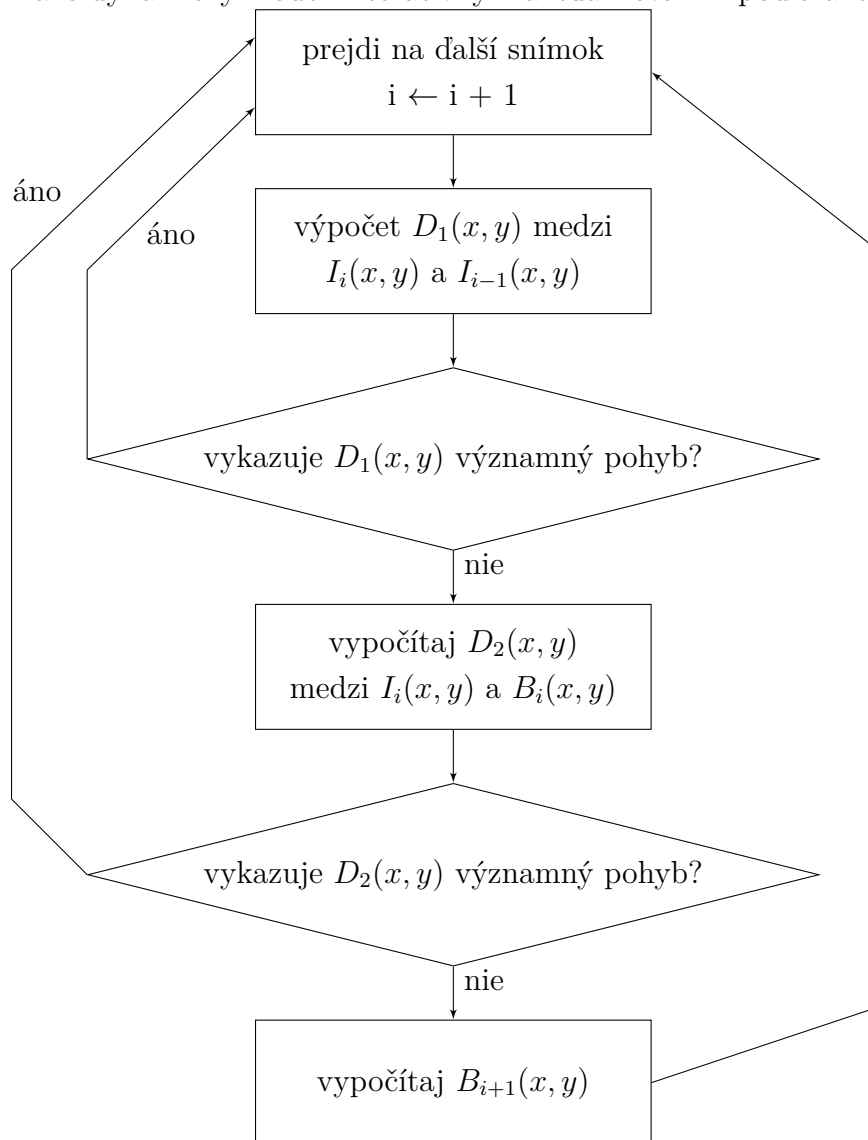 prejdi na ďalší snímok
i ← i + 1
áno
áno
výpočet D₁(x, y) medzi
Iᵢ(x, y) a Iᵢ₋₁(x, y)
vykazuje D₁(x, y) významný pohyb?
nie
vypočítaj D₂(x, y)
medzi Iᵢ(x, y) a Bᵢ(x, y)
vykazuje D₂(x, y) významný pohyb?
nie
vypočítaj Bᵢ₊₁(x, y)